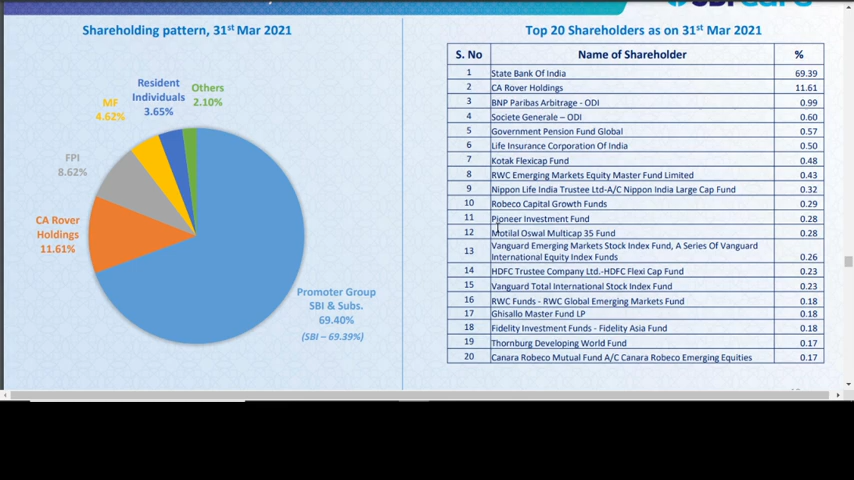 SBI Card
Shareholding pattern, 31st Mar 2021
Resident
Individuals
3.65%
Others
2.10%
MF
4.62%
FPI
8.62%
CA Rover
Holdings
11.61%
Promoter Group
SBI & Subs.
69.40%
(SBI – 69.39%)
Top 20 Shareholders as on 31st Mar 2021
S. No Name of Shareholder %
1 State Bank Of India 69.39
2 CA Rover Holdings 11.61
3 BNP Paribas Arbitrage - ODI 0.99
4 Societe Generale – ODI 0.60
5 Government Pension Fund Global 0.57
6 Life Insurance Corporation Of India 0.50
7 Kotak Flexicap Fund 0.48
8 RWC Emerging Markets Equity Master Fund Limited 0.43
9 Nippon Life India Trustee Ltd-A/C Nippon India Large Cap Fund 0.32
10 Robeco Capital Growth Funds 0.29
11 Pioneer Investment Fund 0.28
12 Motilal Oswal Multicap 35 Fund 0.28
13 Vanguard Emerging Markets Stock Index Fund, A Series Of Vanguard
International Equity Index Funds 0.26
14 HDFC Trustee Company Ltd.-HDFC Flexi Cap Fund 0.23
15 Vanguard Total International Stock Index Fund 0.23
16 RWC Funds - RWC Global Emerging Markets Fund 0.18
17 Ghisallo Master Fund LP 0.18
18 Fidelity Investment Funds - Fidelity Asia Fund 0.18
19 Thornburg Developing World Fund 0.17
20 Canara Robeco Mutual Fund A/C Canara Robeco Emerging Equities 0.17